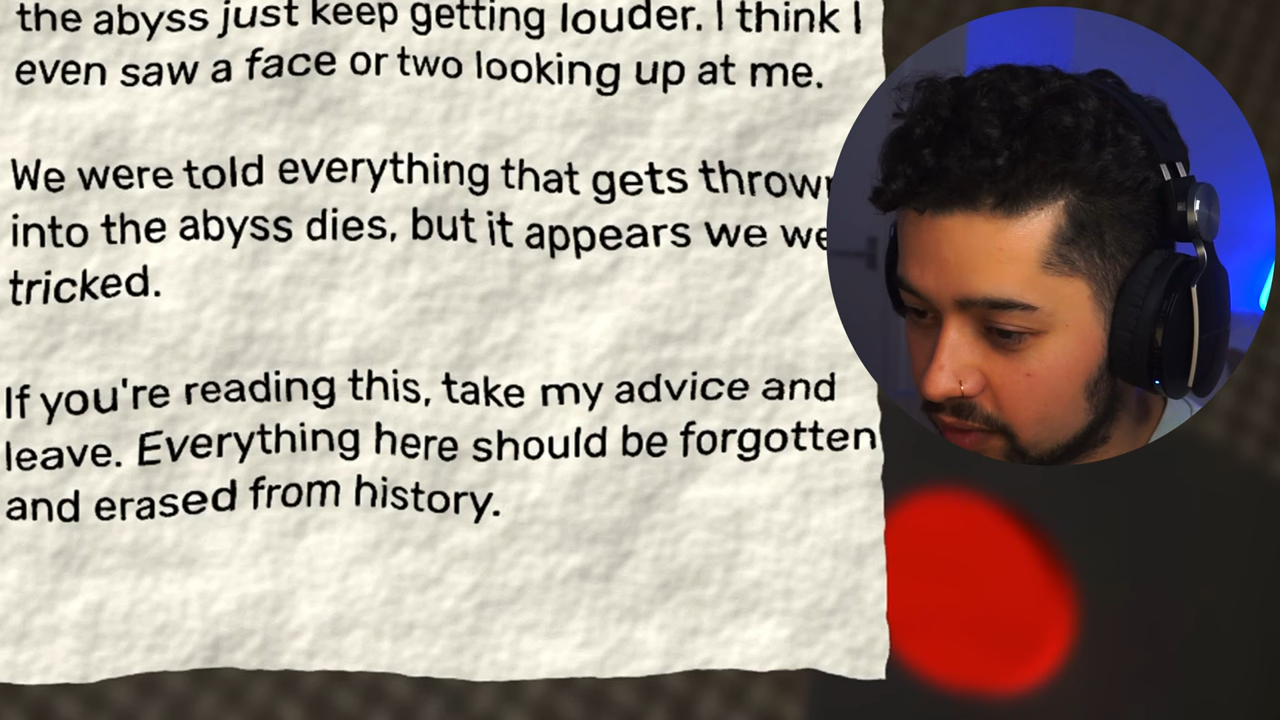 the abyss just keep getting louder. I think I
even saw a face or two looking up at me.
We were told everything that gets thrown
into the abyss dies, but it appears we
tricked.
If you're reading this, take my advice and
leave. Everything here should be forgotten
and erased from history.